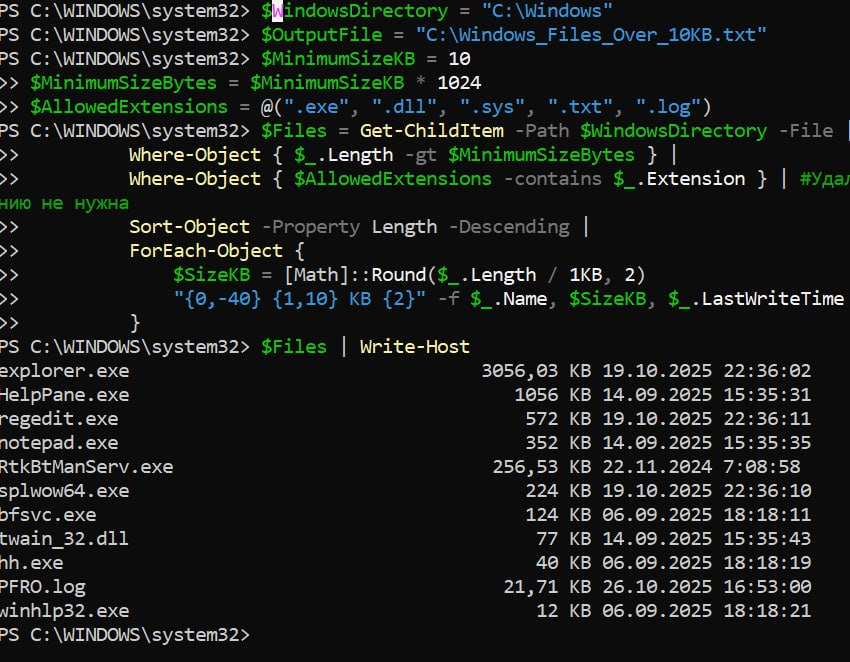 PS C:\WINDOWS\system32> $WindowsDirectory = "C:\Windows"
PS C:\WINDOWS\system32> $OutputFile = "C:\Windows_Files_Over_10KB.txt"
PS C:\WINDOWS\system32> $MinimumSizeKB = 10
>> $MinimumSizeBytes = $MinimumSizeKB * 1024
>> $AllowedExtensions = @(".exe", ".dll", ".sys", ".txt", ".log")
PS C:\WINDOWS\system32> $Files = Get-ChildItem -Path $WindowsDirectory -File |
>> Where-Object { $_.Length -gt $MinimumSizeBytes } |
>> Where-Object { $AllowedExtensions -contains $_.Extension } | #Удал
нию не нужна
>> Sort-Object -Property Length -Descending |
>> ForEach-Object {
>> $SizeKB = [Math]::Round($_.Length / 1KB, 2)
>> "{0,-40} {1,10} KB {2}" -f $_.Name, $SizeKB, $_.LastWriteTime
>> }
PS C:\WINDOWS\system32> $Files | Write-Host
explorer.exe 3056,03 KB 19.10.2025 22:36:02
HelpPane.exe 1056 KB 14.09.2025 15:35:31
regedit.exe 572 KB 19.10.2025 22:36:11
notepad.exe 352 KB 14.09.2025 15:35:35
RtkBtManServ.exe 256,53 KB 22.11.2024 7:08:58
splwow64.exe 224 KB 19.10.2025 22:36:10
bfsvc.exe 124 KB 06.09.2025 18:18:11
twain_32.dll 77 KB 14.09.2025 15:35:43
hh.exe 40 KB 06.09.2025 18:18:19
PFRO.log 21,71 KB 26.10.2025 16:53:00
winhlp32.exe 12 KB 06.09.2025 18:18:21
PS C:\WINDOWS\system32>